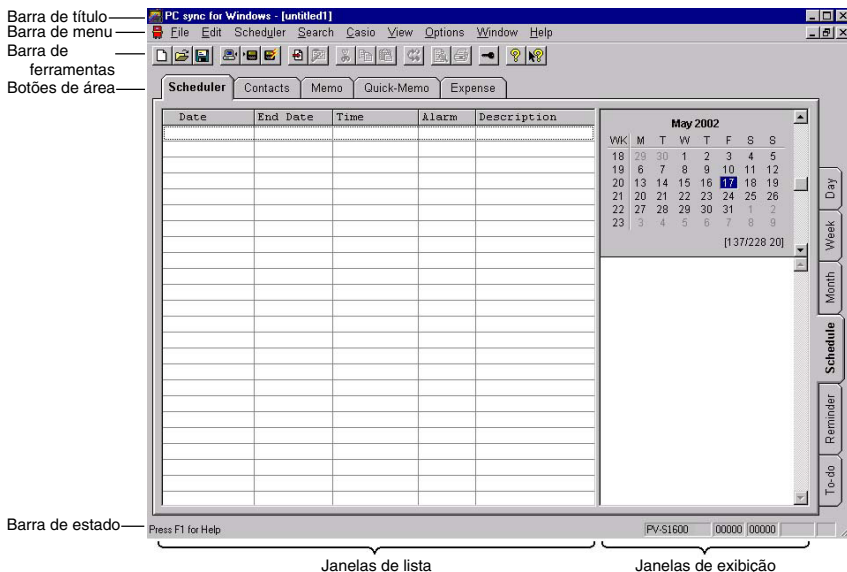 Barra de título
PC sync for Windows - [untitled1]
Barra de menu
File Edit Scheduler Search Casio View Options Window Help
Barra de
ferramentas
Botões de área
Scheduler Contacts Memo Quick-Memo Expense
Date End Date Time Alarm Description
May 2002
WK M T W T F S S
18 29 30 1 2 3 4 5
19 6 7 8 9 10 11 12
20 13 14 15 16 17 18 19
21 20 21 22 23 24 25 26
22 27 28 29 30 31 1 2
23 3 4 5 6 7 8 9
[137/228 20]
Day
Week
Month
Schedule
Reminder
To-do
Barra de estado
Press F1 for Help
PV-S1600 00000 00000
Janelas de lista
Janelas de exibição